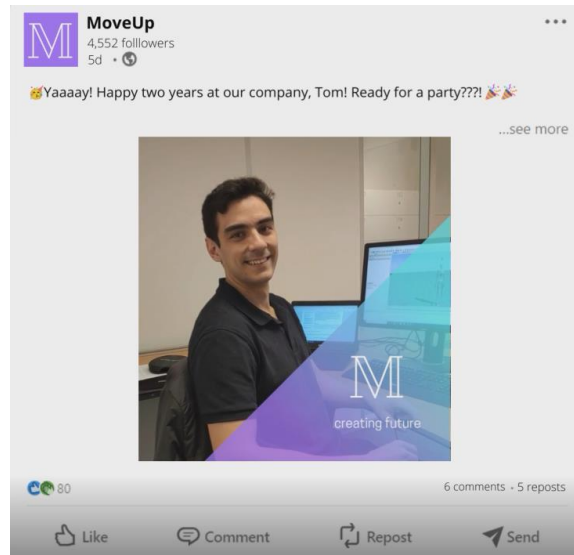 MoveUp
4,552 folllowers
5d •
🥳Yaaaay! Happy two years at our company, Tom! Ready for a party???! 🎉🎉
...see more
M
creating future
80
6 comments - 5 reposts
Like Comment Repost Send